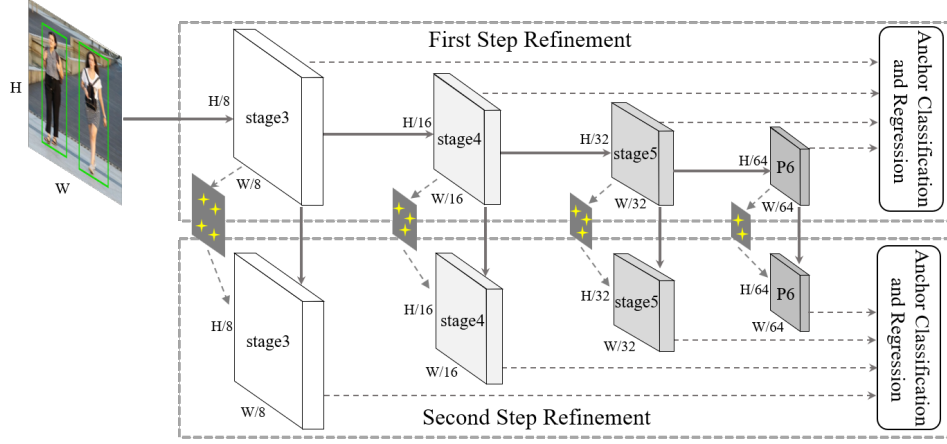 First Step Refinement
H
W
stage3
H/8
W/8
stage4
H/16
W/16
stage5
H/32
W/32
P6
H/64
W/64
Anchor Classification
and Regression
stage3
H/8
W/8
stage4
H/16
W/16
stage5
H/32
W/32
P6
H/64
W/64
Anchor Classification
and Regression
Second Step Refinement